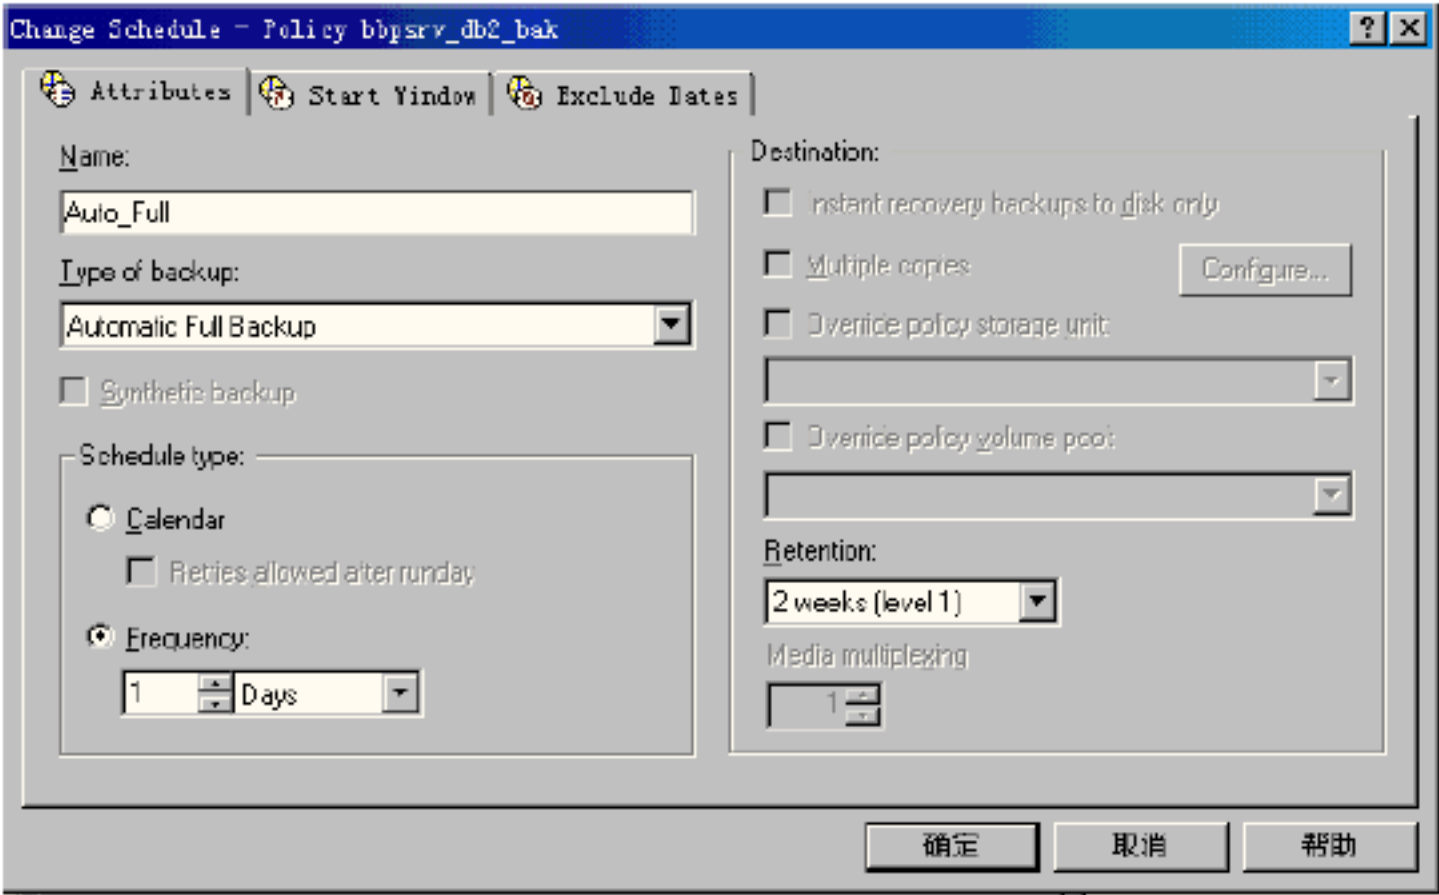 Change Schedule - Policy bbpsrv_db2_bak
Attributes
Start Window
Exclude Dates
Name:
Auto_Full
Type of backup:
Automatic Full Backup
Synthetic backup
Schedule type:
Calendar
Retries allowed after runday
Frequency:
1
Days
Destination:
Instant recovery backups to disk only
Multiple copies
Configure...
Override policy storage unit:
Override policy volume pool:
Retention:
2 weeks (level 1)
Media multiplexing
1
确定
取消
帮助